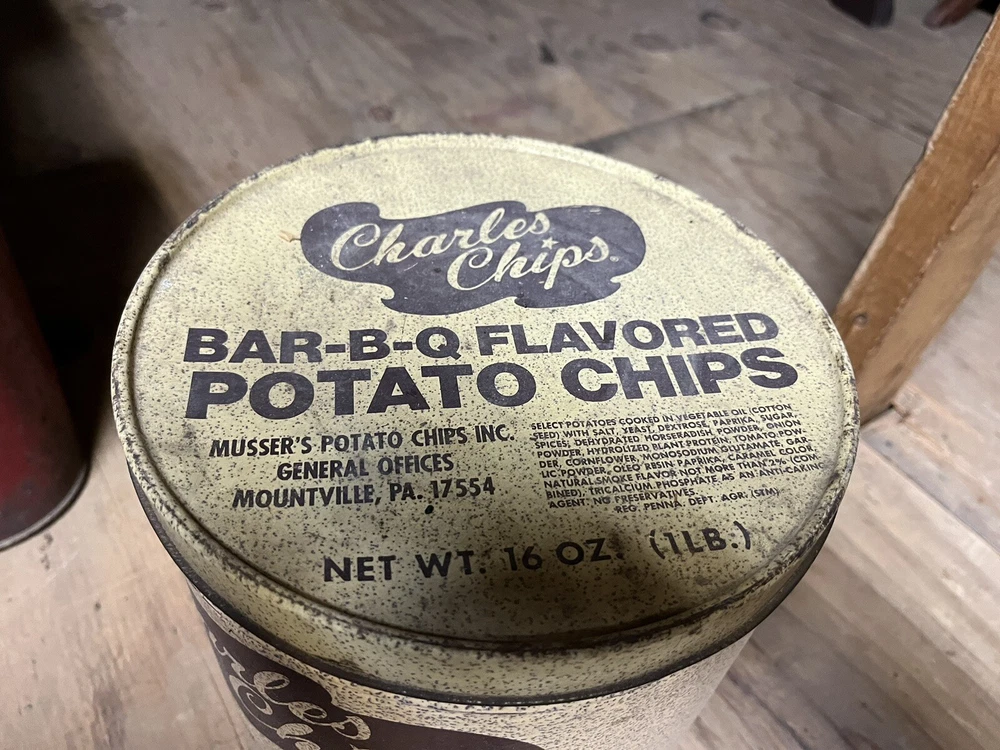 Charles
Chips®
BAR-B-Q FLAVORED
POTATO CHIPS
MUSSER'S POTATO CHIPS INC.
GENERAL OFFICES
MOUNTVILLE, PA. 17554
SELECT POTATOES COOKED IN VEGETABLE OIL (COTTON
SEED) WITH SALT, YEAST, DEXTROSE, PAPRIKA, SUGAR,
SPICES, DEHYDRATED HORSERADISH POWDER, ONION
POWDER, HYDROLIZED PLANT PROTEIN, TOMATO POW-
DER, CORN FLOWER, MONOSODIUM GLUTAMATE, GAR-
LIC POWDER, OLEO RESIN PAPRIKA, CARAMEL COLOR,
NATURAL SMOKE FLAVOR NOT MORE THAN 2% (COM-
BINED), TRICALCIUM PHOSPHATE AS AN ANTI-CAKING
AGENT. NO PRESERVATIVES.
REG. PENNA. DEPT. AGR. (STM)
NET WT. 16 OZ. (1LB.)